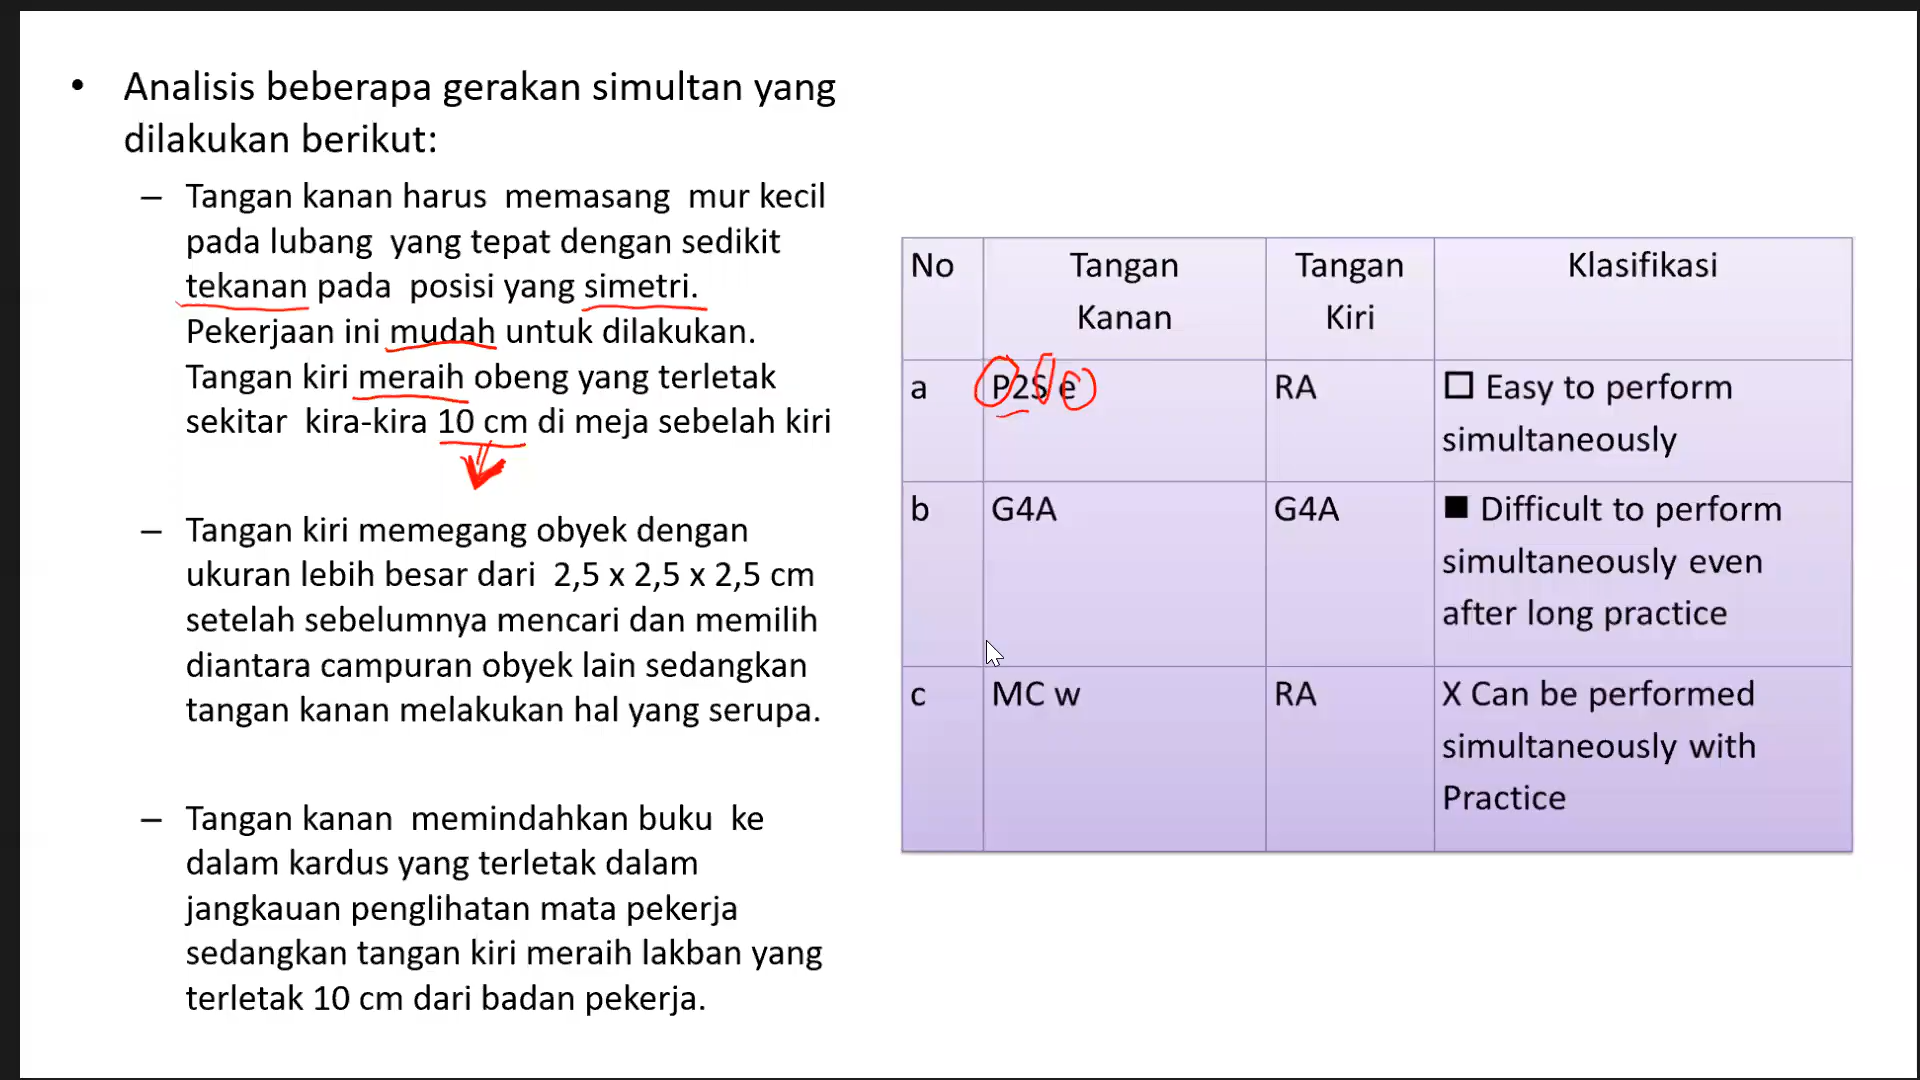 • Analisis beberapa gerakan simultan yang
dilakukan berikut:
– Tangan kanan harus memasang mur kecil
pada lubang yang tepat dengan sedikit
tekanan pada posisi yang simetri.
Pekerjaan ini mudah untuk dilakukan.
Tangan kiri meraih obeng yang terletak
sekitar kira-kira 10 cm di meja sebelah kiri
– Tangan kiri memegang obyek dengan
ukuran lebih besar dari 2,5 x 2,5 x 2,5 cm
setelah sebelumnya mencari dan memilih
diantara campuran obyek lain sedangkan
tangan kanan melakukan hal yang serupa.
– Tangan kanan memindahkan buku ke
dalam kardus yang terletak dalam
jangkauan penglihatan mata pekerja
sedangkan tangan kiri meraih lakban yang
terletak 10 cm dari badan pekerja.
No Tangan Tangan Klasifikasi
Kanan Kiri
a P2S e RA □ Easy to perform
simultaneously
b G4A G4A ■ Difficult to perform
simultaneously even
after long practice
c MC w RA X Can be performed
simultaneously with
Practice